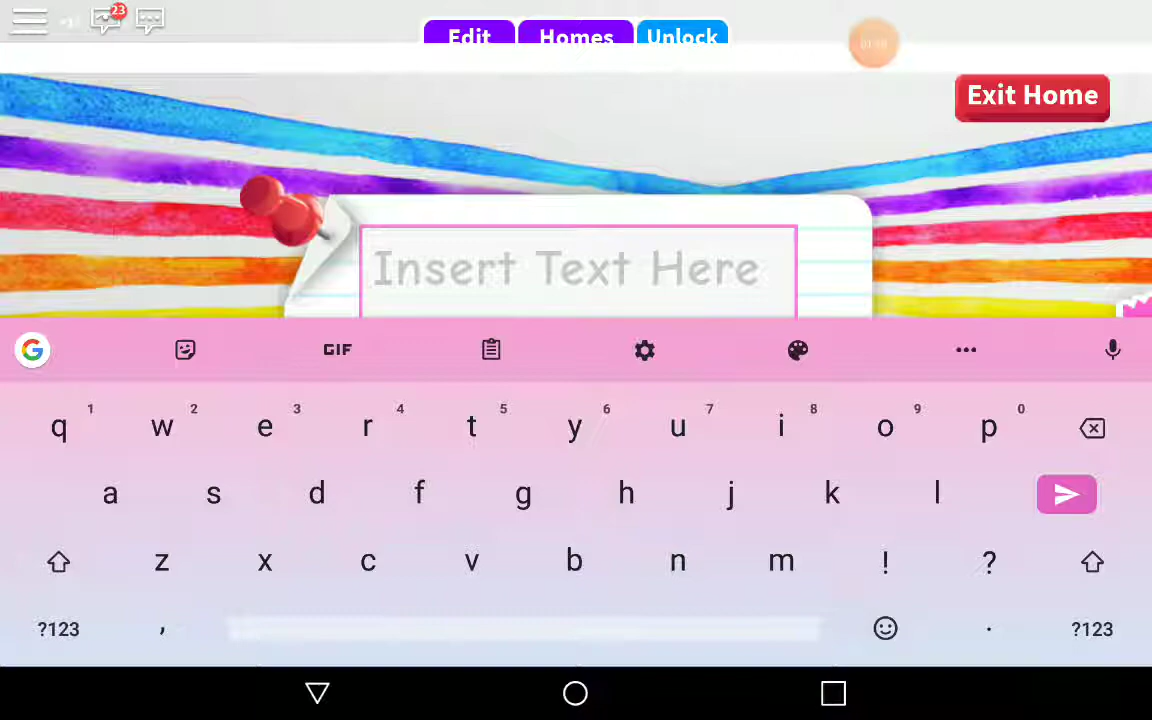 23
Edit Homes Unlock
Exit Home
Insert Text Here
G GIF
1 2 3 4 5 6 7 8 9 0
q w e r t y u i o p
a s d f g h j k l
z x c v b n m ! ?
?123 , . ?123